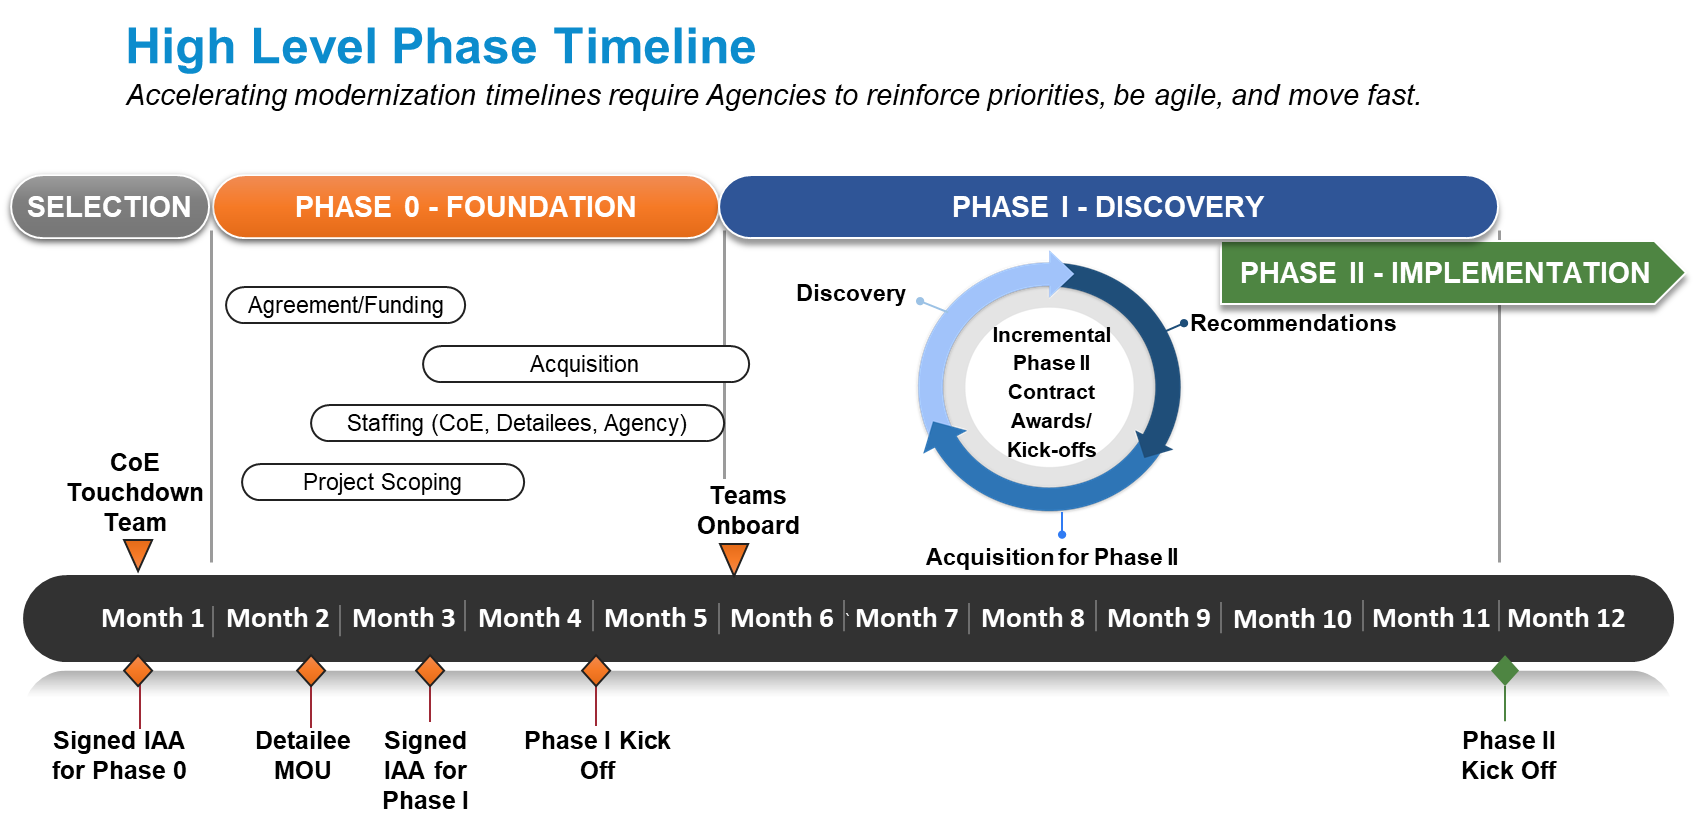 High Level Phase Timeline
Accelerating modernization timelines require Agencies to reinforce priorities, be agile, and move fast.
SELECTION
PHASE 0 - FOUNDATION
PHASE I - DISCOVERY
PHASE II - IMPLEMENTATION
Agreement/Funding
Acquisition
Staffing (CoE, Detailees, Agency)
Project Scoping
CoE
Touchdown
Team
Teams
Onboard
Discovery
Recommendations
Incremental
Phase II
Contract
Awards/
Kick-offs
Acquisition for Phase II
Month 1
Month 2
Month 3
Month 4
Month 5
Month 6
Month 7
Month 8
Month 9
Month 10
Month 11
Month 12
Signed IAA
for Phase 0
Detailee
MOU
Signed
IAA for
Phase I
Phase I Kick
Off
Phase II
Kick Off